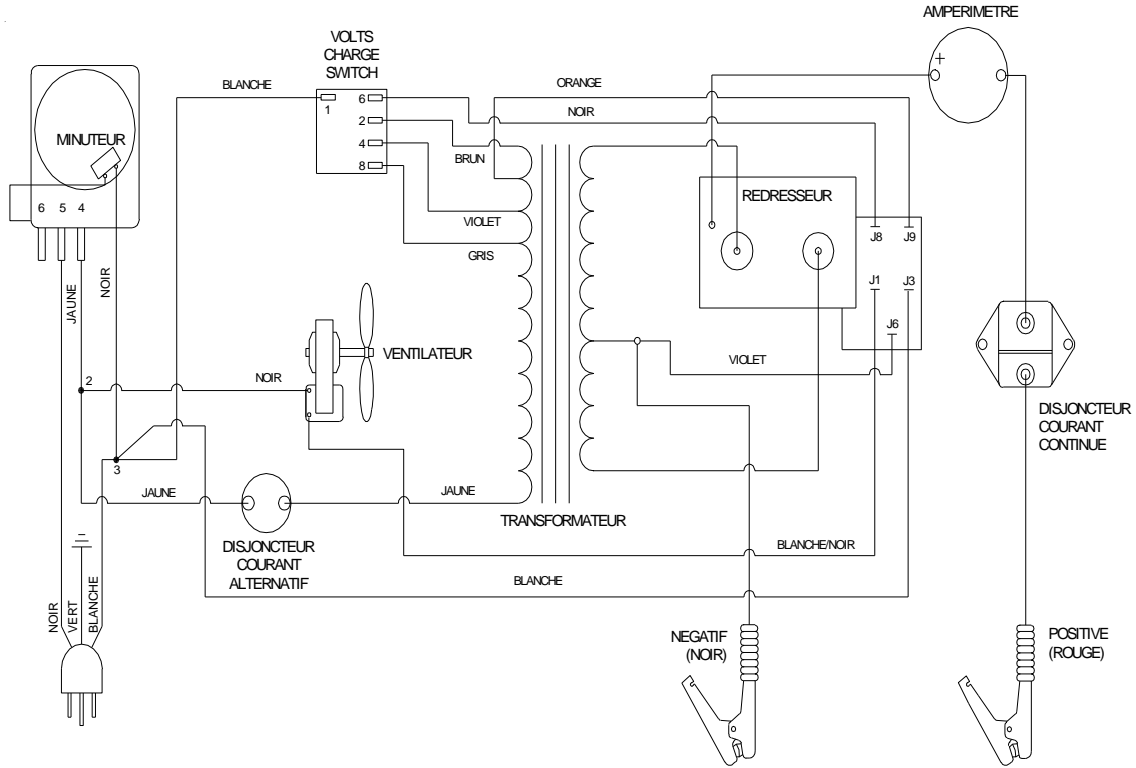 AMPERIMETRE
+
VOLTS
CHARGE
SWITCH
BLANCHE
1
6
2
4
8
ORANGE
NOIR
BRUN
VIOLET
GRIS
MINUTEUR
6 5 4
JAUNE
NOIR
REDRESSEUR
J8 J9
J1 J3
J6
VENTILATEUR
NOIR
2
3
VIOLET
DISJONCTEUR
COURANT
CONTINUE
JAUNE
JAUNE
TRANSFORMATEUR
DISJONCTEUR
COURANT
ALTERNATIF
BLANCHE/NOIR
BLANCHE
NOIR
VERT
BLANCHE
NEGATIF
(NOIR)
POSITIVE
(ROUGE)